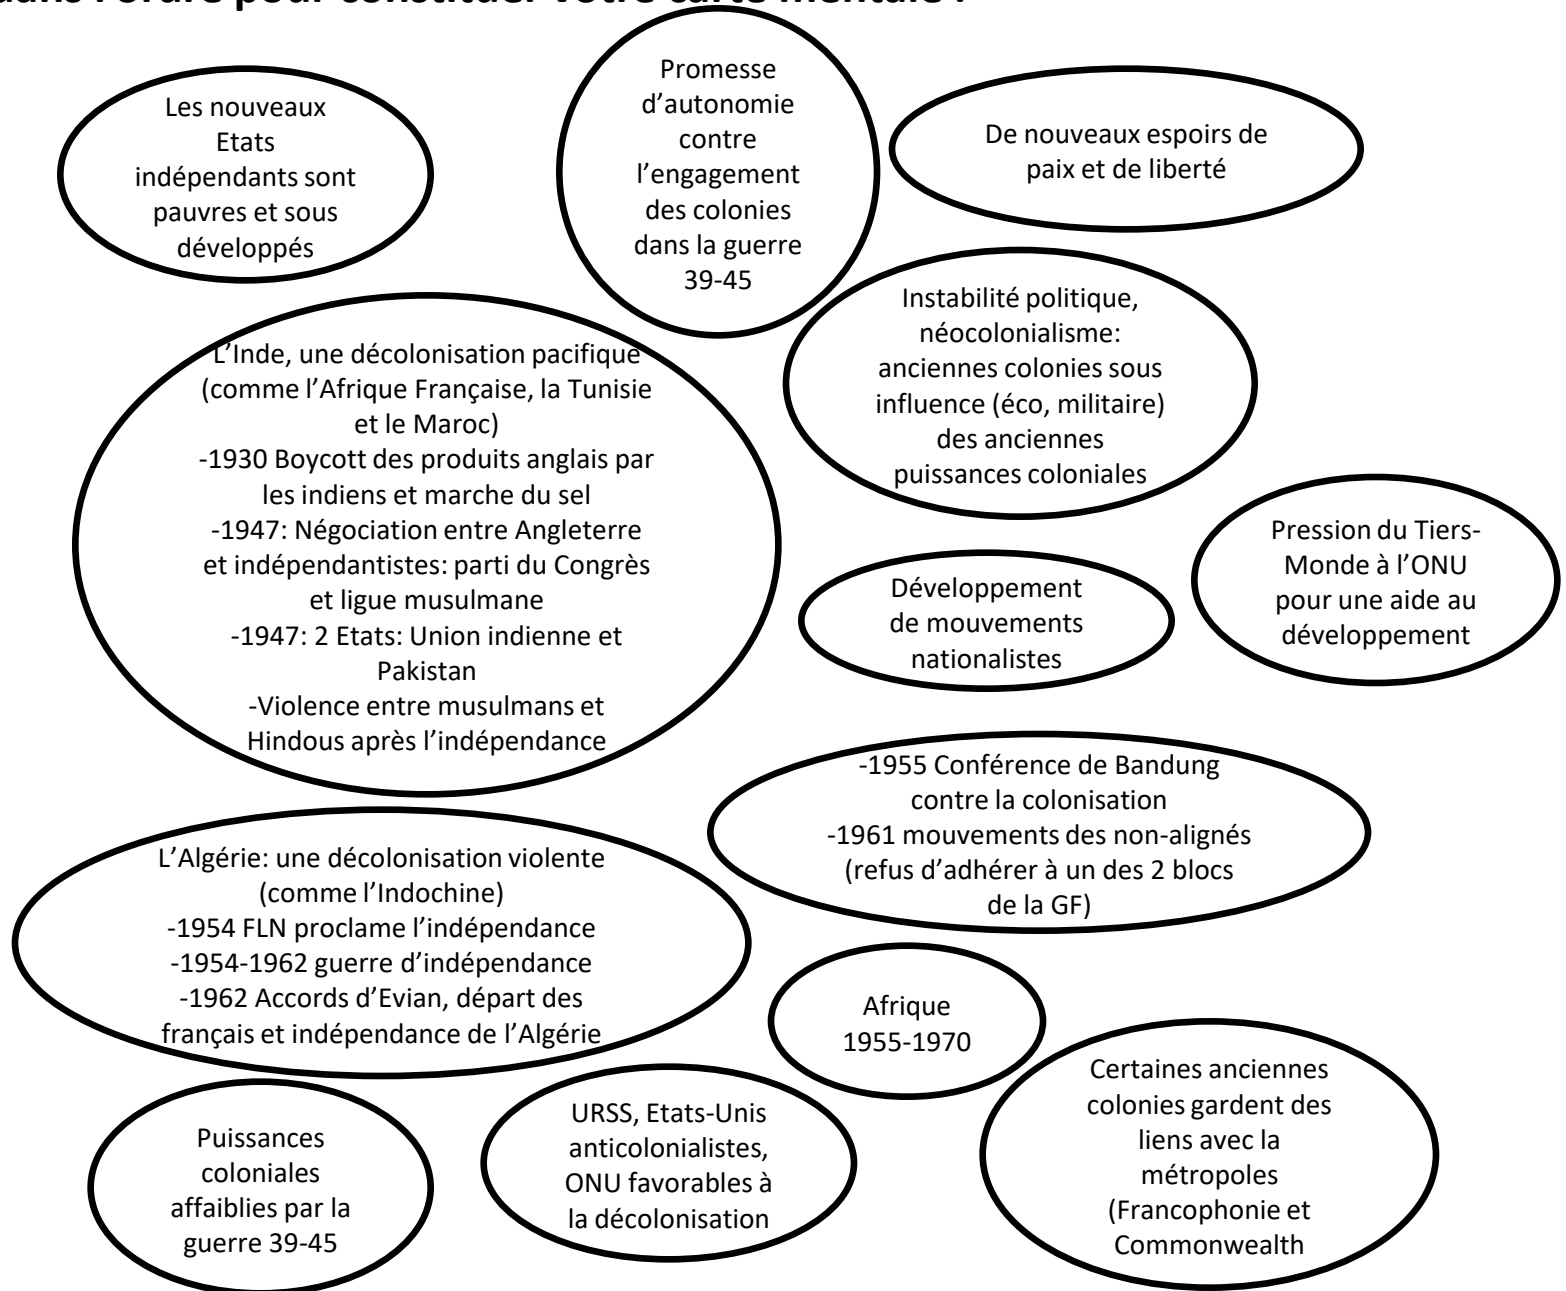 dans l'ordre pour constituer votre carte mentale :
Promesse
d’autonomie
contre
l’engagement
des colonies
dans la guerre
39-45
Les nouveaux
Etats
indépendants sont
pauvres et sous
développés
De nouveaux espoirs de
paix et de liberté
Instabilité politique,
néocolonialisme:
anciennes colonies sous
influence (éco, militaire)
des anciennes
puissances coloniales
L’Inde, une décolonisation pacifique
(comme l’Afrique Française, la Tunisie
et le Maroc)
-1930 Boycott des produits anglais par
les indiens et marche du sel
-1947: Négociation entre Angleterre
et indépendantistes: parti du Congrès
et ligue musulmane
-1947: 2 Etats: Union indienne et
Pakistan
-Violence entre musulmans et
Hindous après l’indépendance
Pression du Tiers-
Monde à l’ONU
pour une aide au
développement
Développement
de mouvements
nationalistes
-1955 Conférence de Bandung
contre la colonisation
-1961 mouvements des non-alignés
(refus d’adhérer à un des 2 blocs
de la GF)
L’Algérie: une décolonisation violente
(comme l’Indochine)
-1954 FLN proclame l’indépendance
-1954-1962 guerre d’indépendance
-1962 Accords d’Evian, départ des
français et indépendance de l’Algérie
Afrique
1955-1970
Certaines anciennes
colonies gardent des
liens avec la
métropoles
(Francophonie et
Commonwealth
URSS, Etats-Unis
anticolonialistes,
ONU favorables à
la décolonisation
Puissances
coloniales
affaiblies par la
guerre 39-45